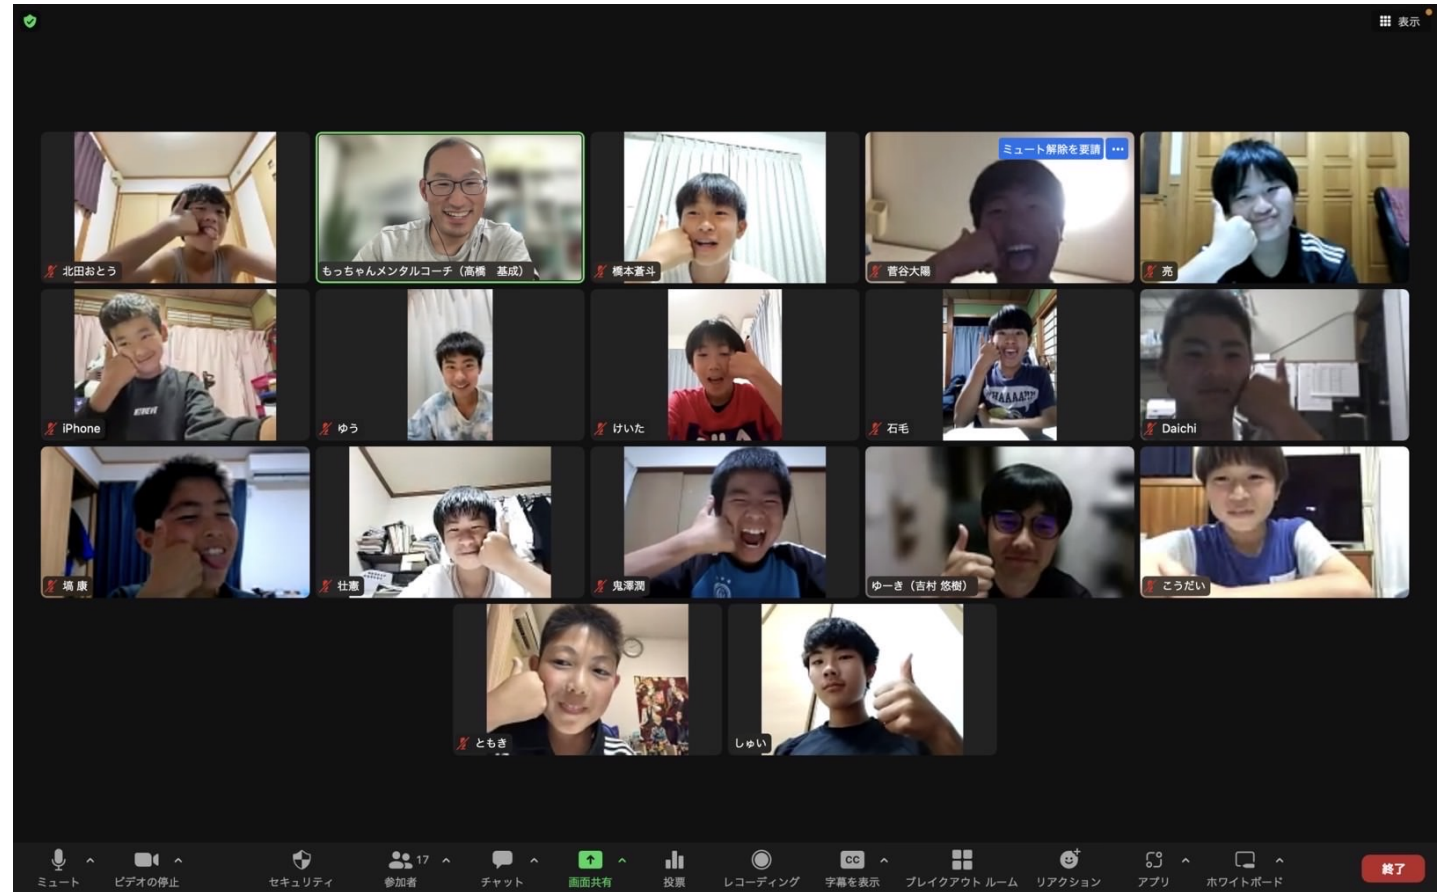 表示
ミュート解除を要請 …
北田おとう
もっちゃんメンタルコーチ（高橋　基成）
橋本蒼斗
菅谷大陽
亮
iPhone
ゆう
けいた
石毛
Daichi
塙 康
壮憲
鬼澤潤
ゆーき（吉村 悠樹）
こうだい
ともき
しゅい
ミュート
ビデオの停止
セキュリティ
17
参加者
チャット
画面共有
投票
レコーディング
CC
字幕を表示
ブレイクアウト ルーム
リアクション
アプリ
ホワイトボード
終了